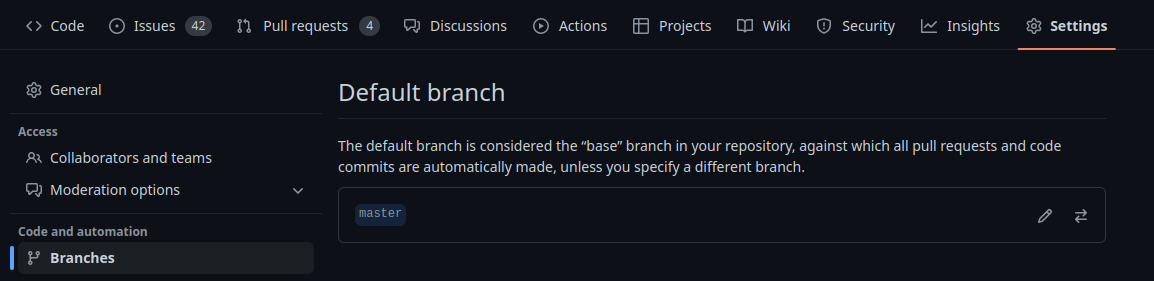 Code Issues 42 Pull requests 4 Discussions Actions Projects Wiki Security Insights Settings
General
Access
Collaborators and teams
Moderation options
Code and automation
Branches
Default branch
The default branch is considered the “base” branch in your repository, against which all pull requests and code
commits are automatically made, unless you specify a different branch.
master